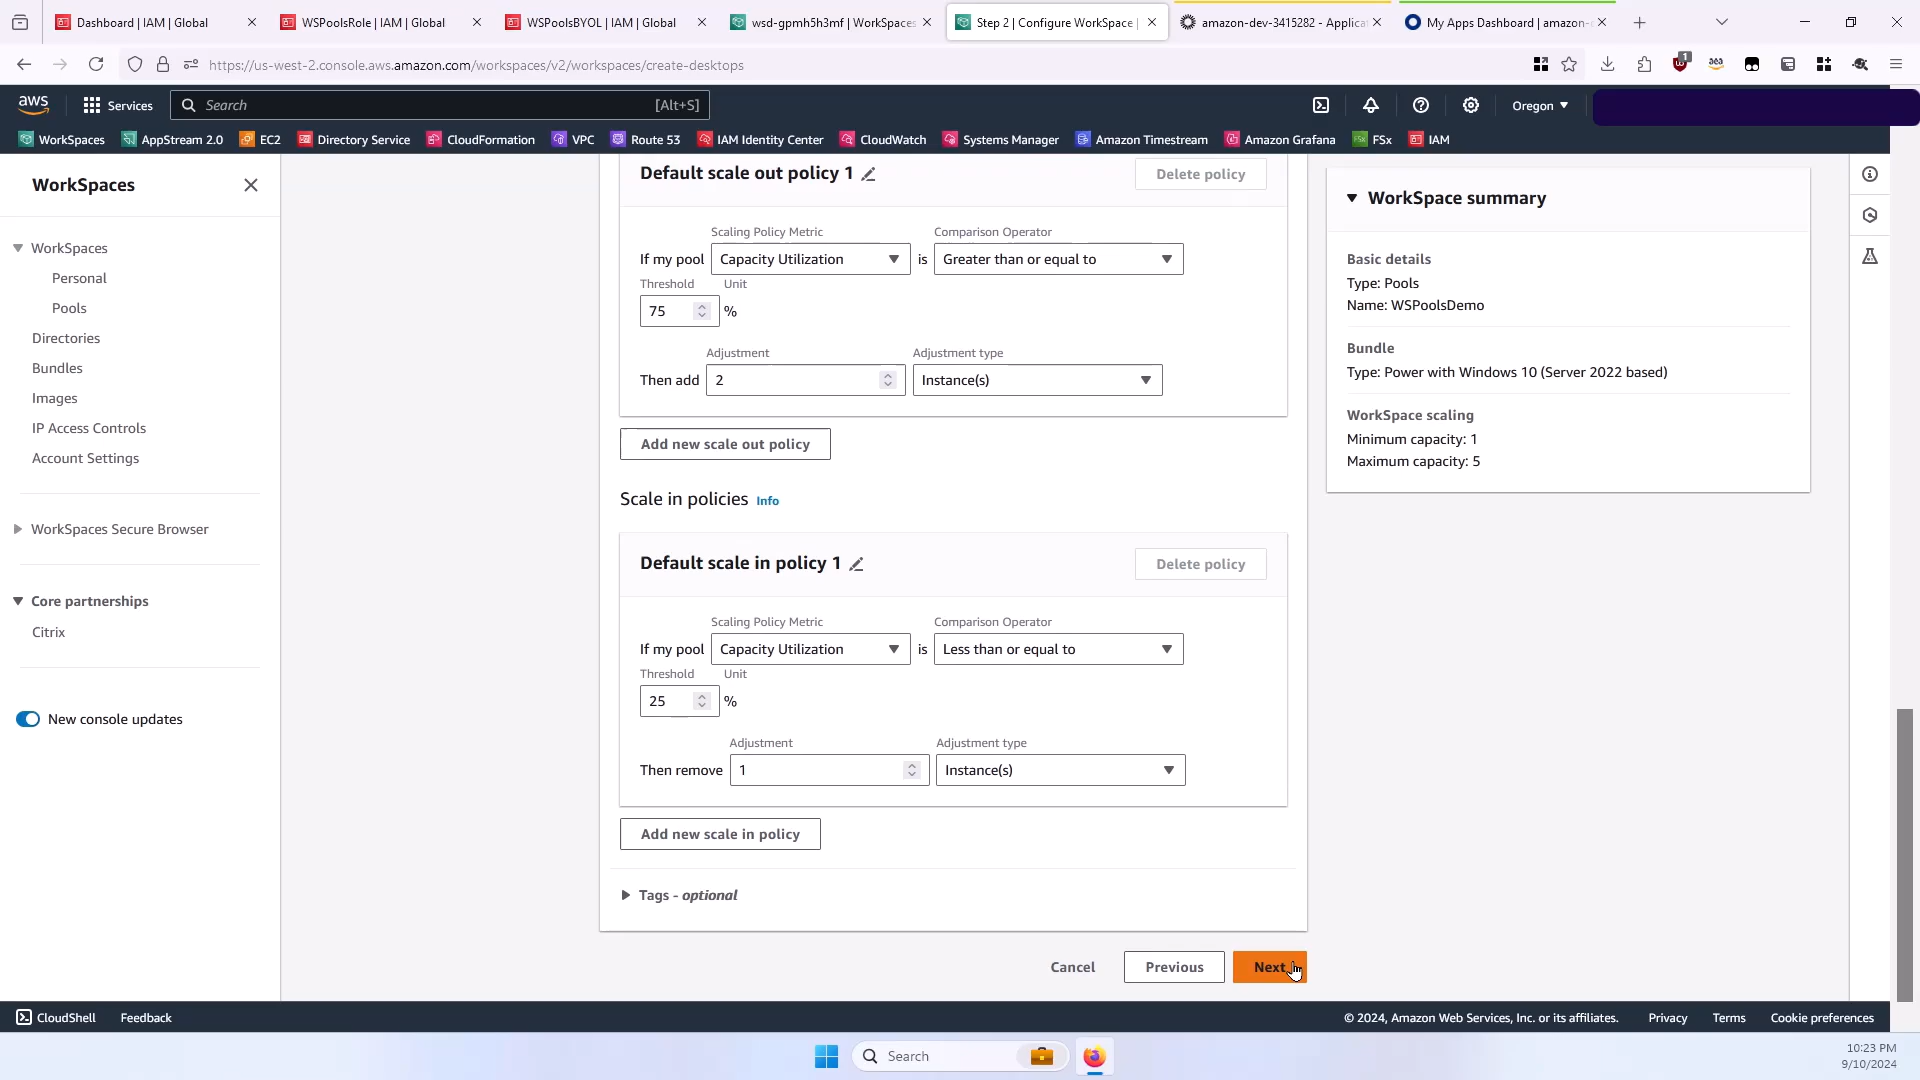 Dashboard | IAM | Global
WSPoolsRole | IAM | Global
WSPoolsBYOL | IAM | Global
wsd-gpmh5h3mf | WorkSpaces
Step 2 | Configure WorkSpace |
amazon-dev-3415282 - Applica
My Apps Dashboard | amazon-
https://us-west-2.console.aws.amazon.com/workspaces/v2/workspaces/create-desktops
1
aws
Services
Search
[Alt+S]
Oregon
WorkSpaces
AppStream 2.0
EC2
Directory Service
CloudFormation
VPC
Route 53
IAM Identity Center
CloudWatch
Systems Manager
Amazon Timestream
Amazon Grafana
FSx
IAM
WorkSpaces
WorkSpaces
Personal
Pools
Directories
Bundles
Images
IP Access Controls
Account Settings
WorkSpaces Secure Browser
Core partnerships
Citrix
New console updates
Default scale out policy 1
Delete policy
Scaling Policy Metric
Comparison Operator
If my pool Capacity Utilization is Greater than or equal to
Threshold Unit
75 %
Adjustment
Adjustment type
Then add 2 Instance(s)
Add new scale out policy
Scale in policies Info
Default scale in policy 1
Delete policy
Scaling Policy Metric
Comparison Operator
If my pool Capacity Utilization is Less than or equal to
Threshold Unit
25 %
Adjustment
Adjustment type
Then remove 1 Instance(s)
Add new scale in policy
Tags - optional
Cancel
Previous
Next
WorkSpace summary
Basic details
Type: Pools
Name: WSPoolsDemo
Bundle
Type: Power with Windows 10 (Server 2022 based)
WorkSpace scaling
Minimum capacity: 1
Maximum capacity: 5
CloudShell
Feedback
© 2024, Amazon Web Services, Inc. or its affiliates.
Privacy
Terms
Cookie preferences
Search
10:23 PM
9/10/2024